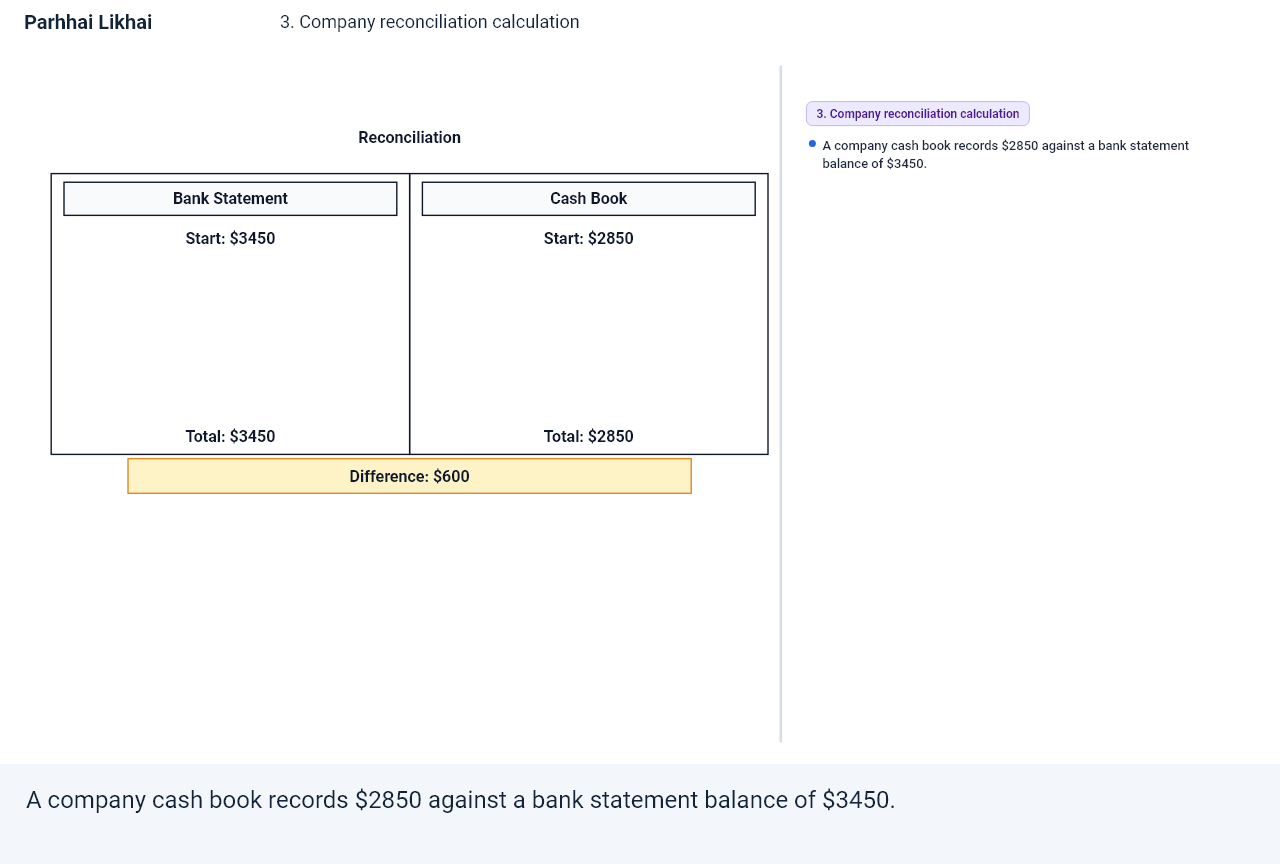 Parhhai Likhai
3. Company reconciliation calculation
Reconciliation
Bank Statement
Cash Book
Start: $3450
Start: $2850
Total: $3450
Total: $2850
Difference: $600
3. Company reconciliation calculation
A company cash book records $2850 against a bank statement
balance of $3450.
A company cash book records $2850 against a bank statement balance of $3450.